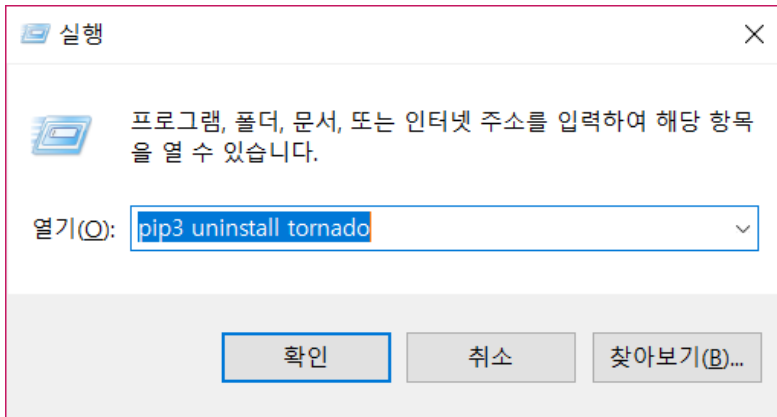 실행
프로그램, 폴더, 문서, 또는 인터넷 주소를 입력하여 해당 항목
을 열 수 있습니다.
열기(O): pip3 uninstall tornado
확인 취소 찾아보기(B)...